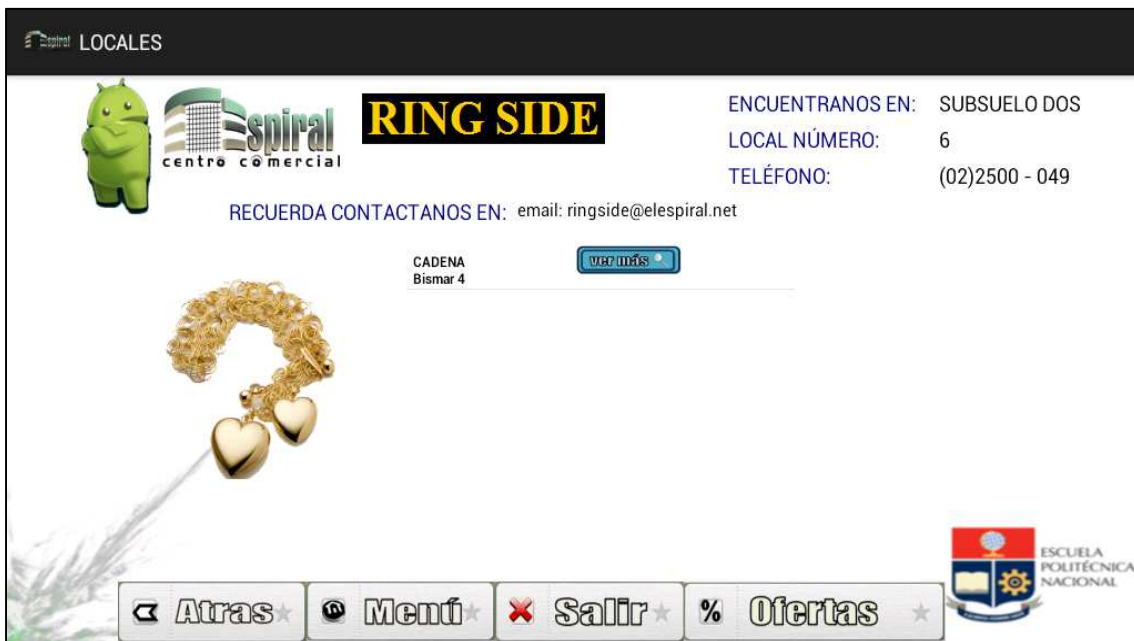 Espiral LOCALES
Espiral
centro comercial
RING SIDE
ENCUENTRANOS EN: SUBSUELO DOS
LOCAL NÚMERO: 6
TELÉFONO: (02)2500 - 049
RECUERDA CONTACTANOS EN: email: ringside@elespiral.net
CADENA
Bismar 4
ver más
ESCUELA
POLITÉCNICA
NACIONAL
Atras
Menú
Salir
% Ofertas